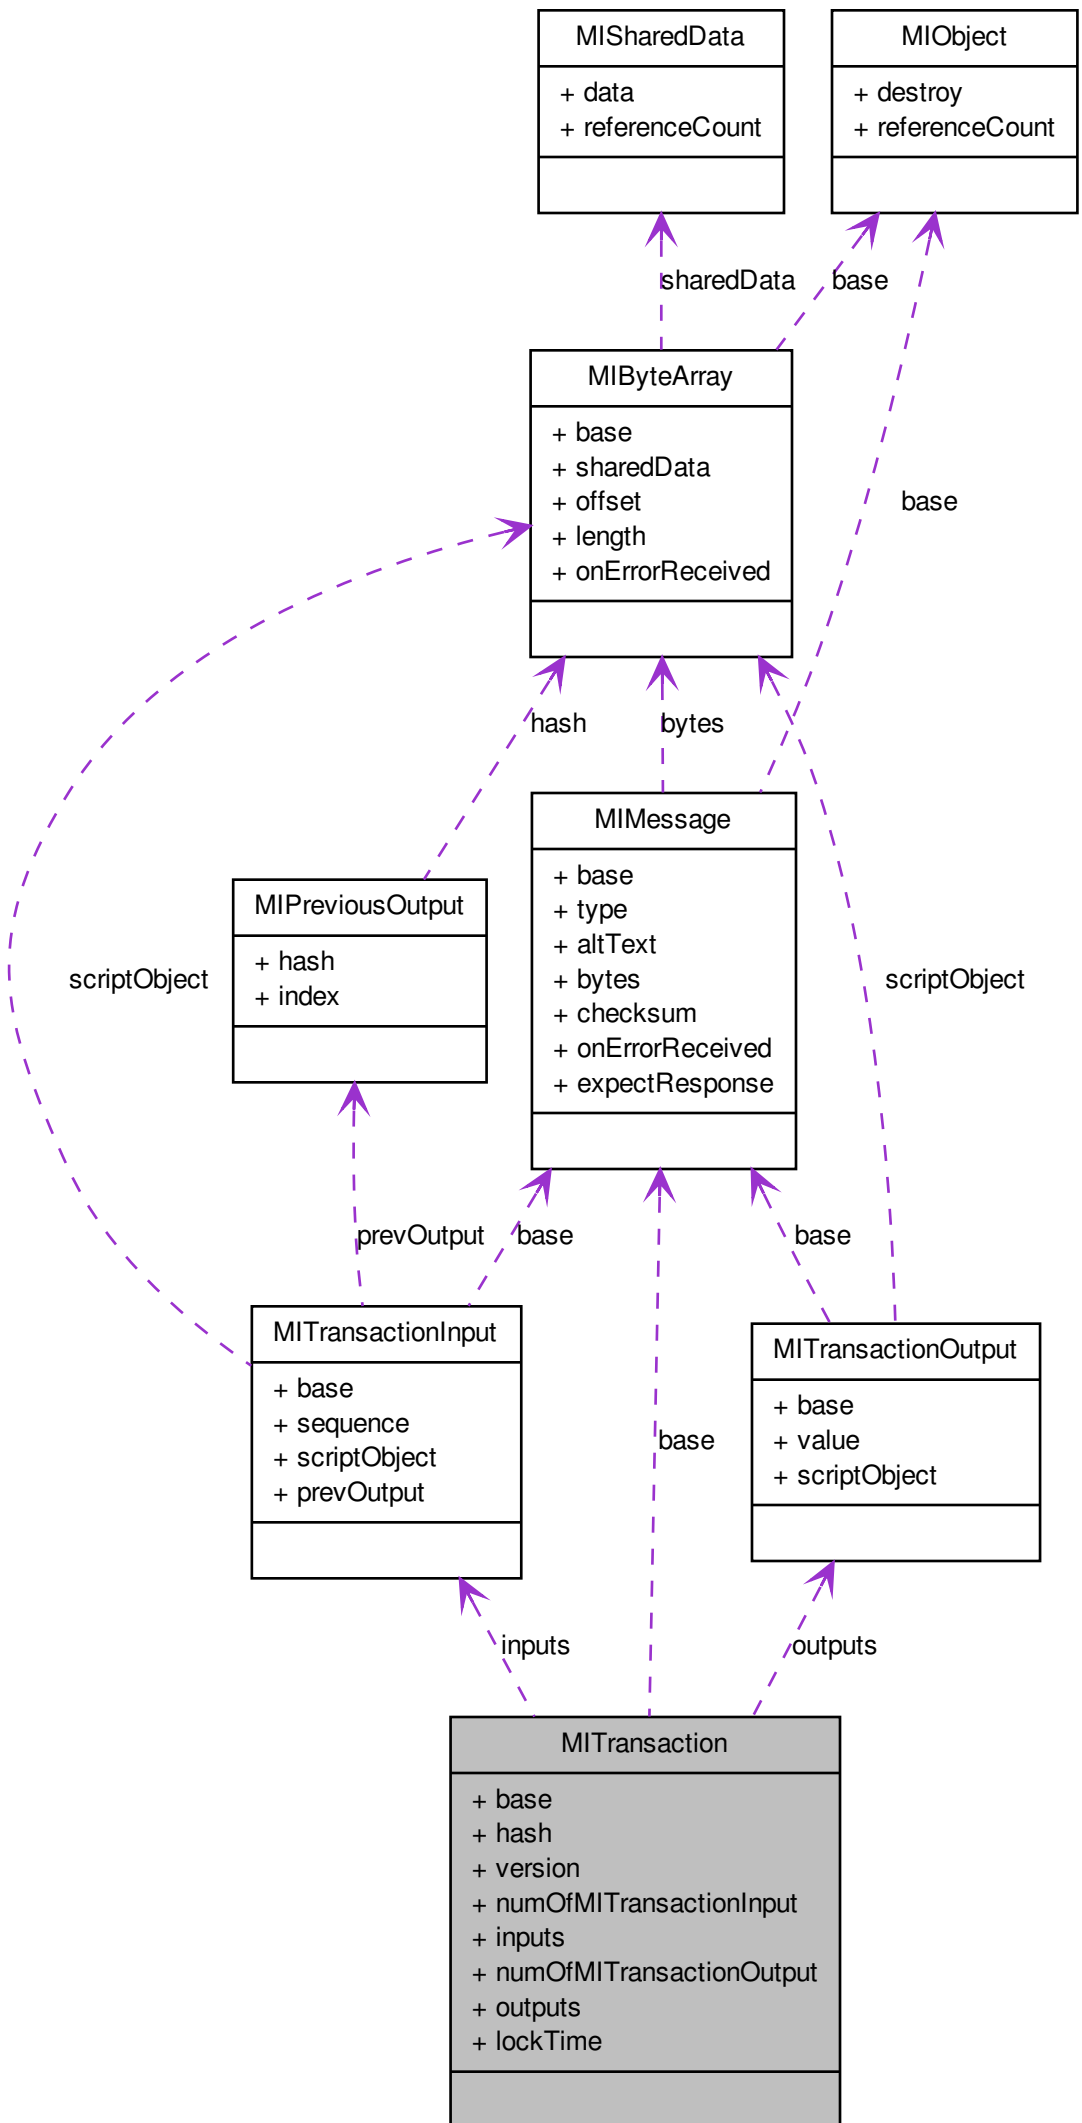 MISharedData
+ data
+ referenceCount
MIObject
+ destroy
+ referenceCount
sharedData
base
MIByteArray
+ base
+ sharedData
+ offset
+ length
+ onErrorReceived
base
hash
bytes
MIMessage
+ base
+ type
+ altText
+ bytes
+ checksum
+ onErrorReceived
+ expectResponse
MIPreviousOutput
+ hash
+ index
scriptObject
scriptObject
prevOutput
base
base
MITransactionInput
+ base
+ sequence
+ scriptObject
+ prevOutput
MITransactionOutput
+ base
+ value
+ scriptObject
base
inputs
outputs
MITransaction
+ base
+ hash
+ version
+ numOfMITransactionInput
+ inputs
+ numOfMITransactionOutput
+ outputs
+ lockTime